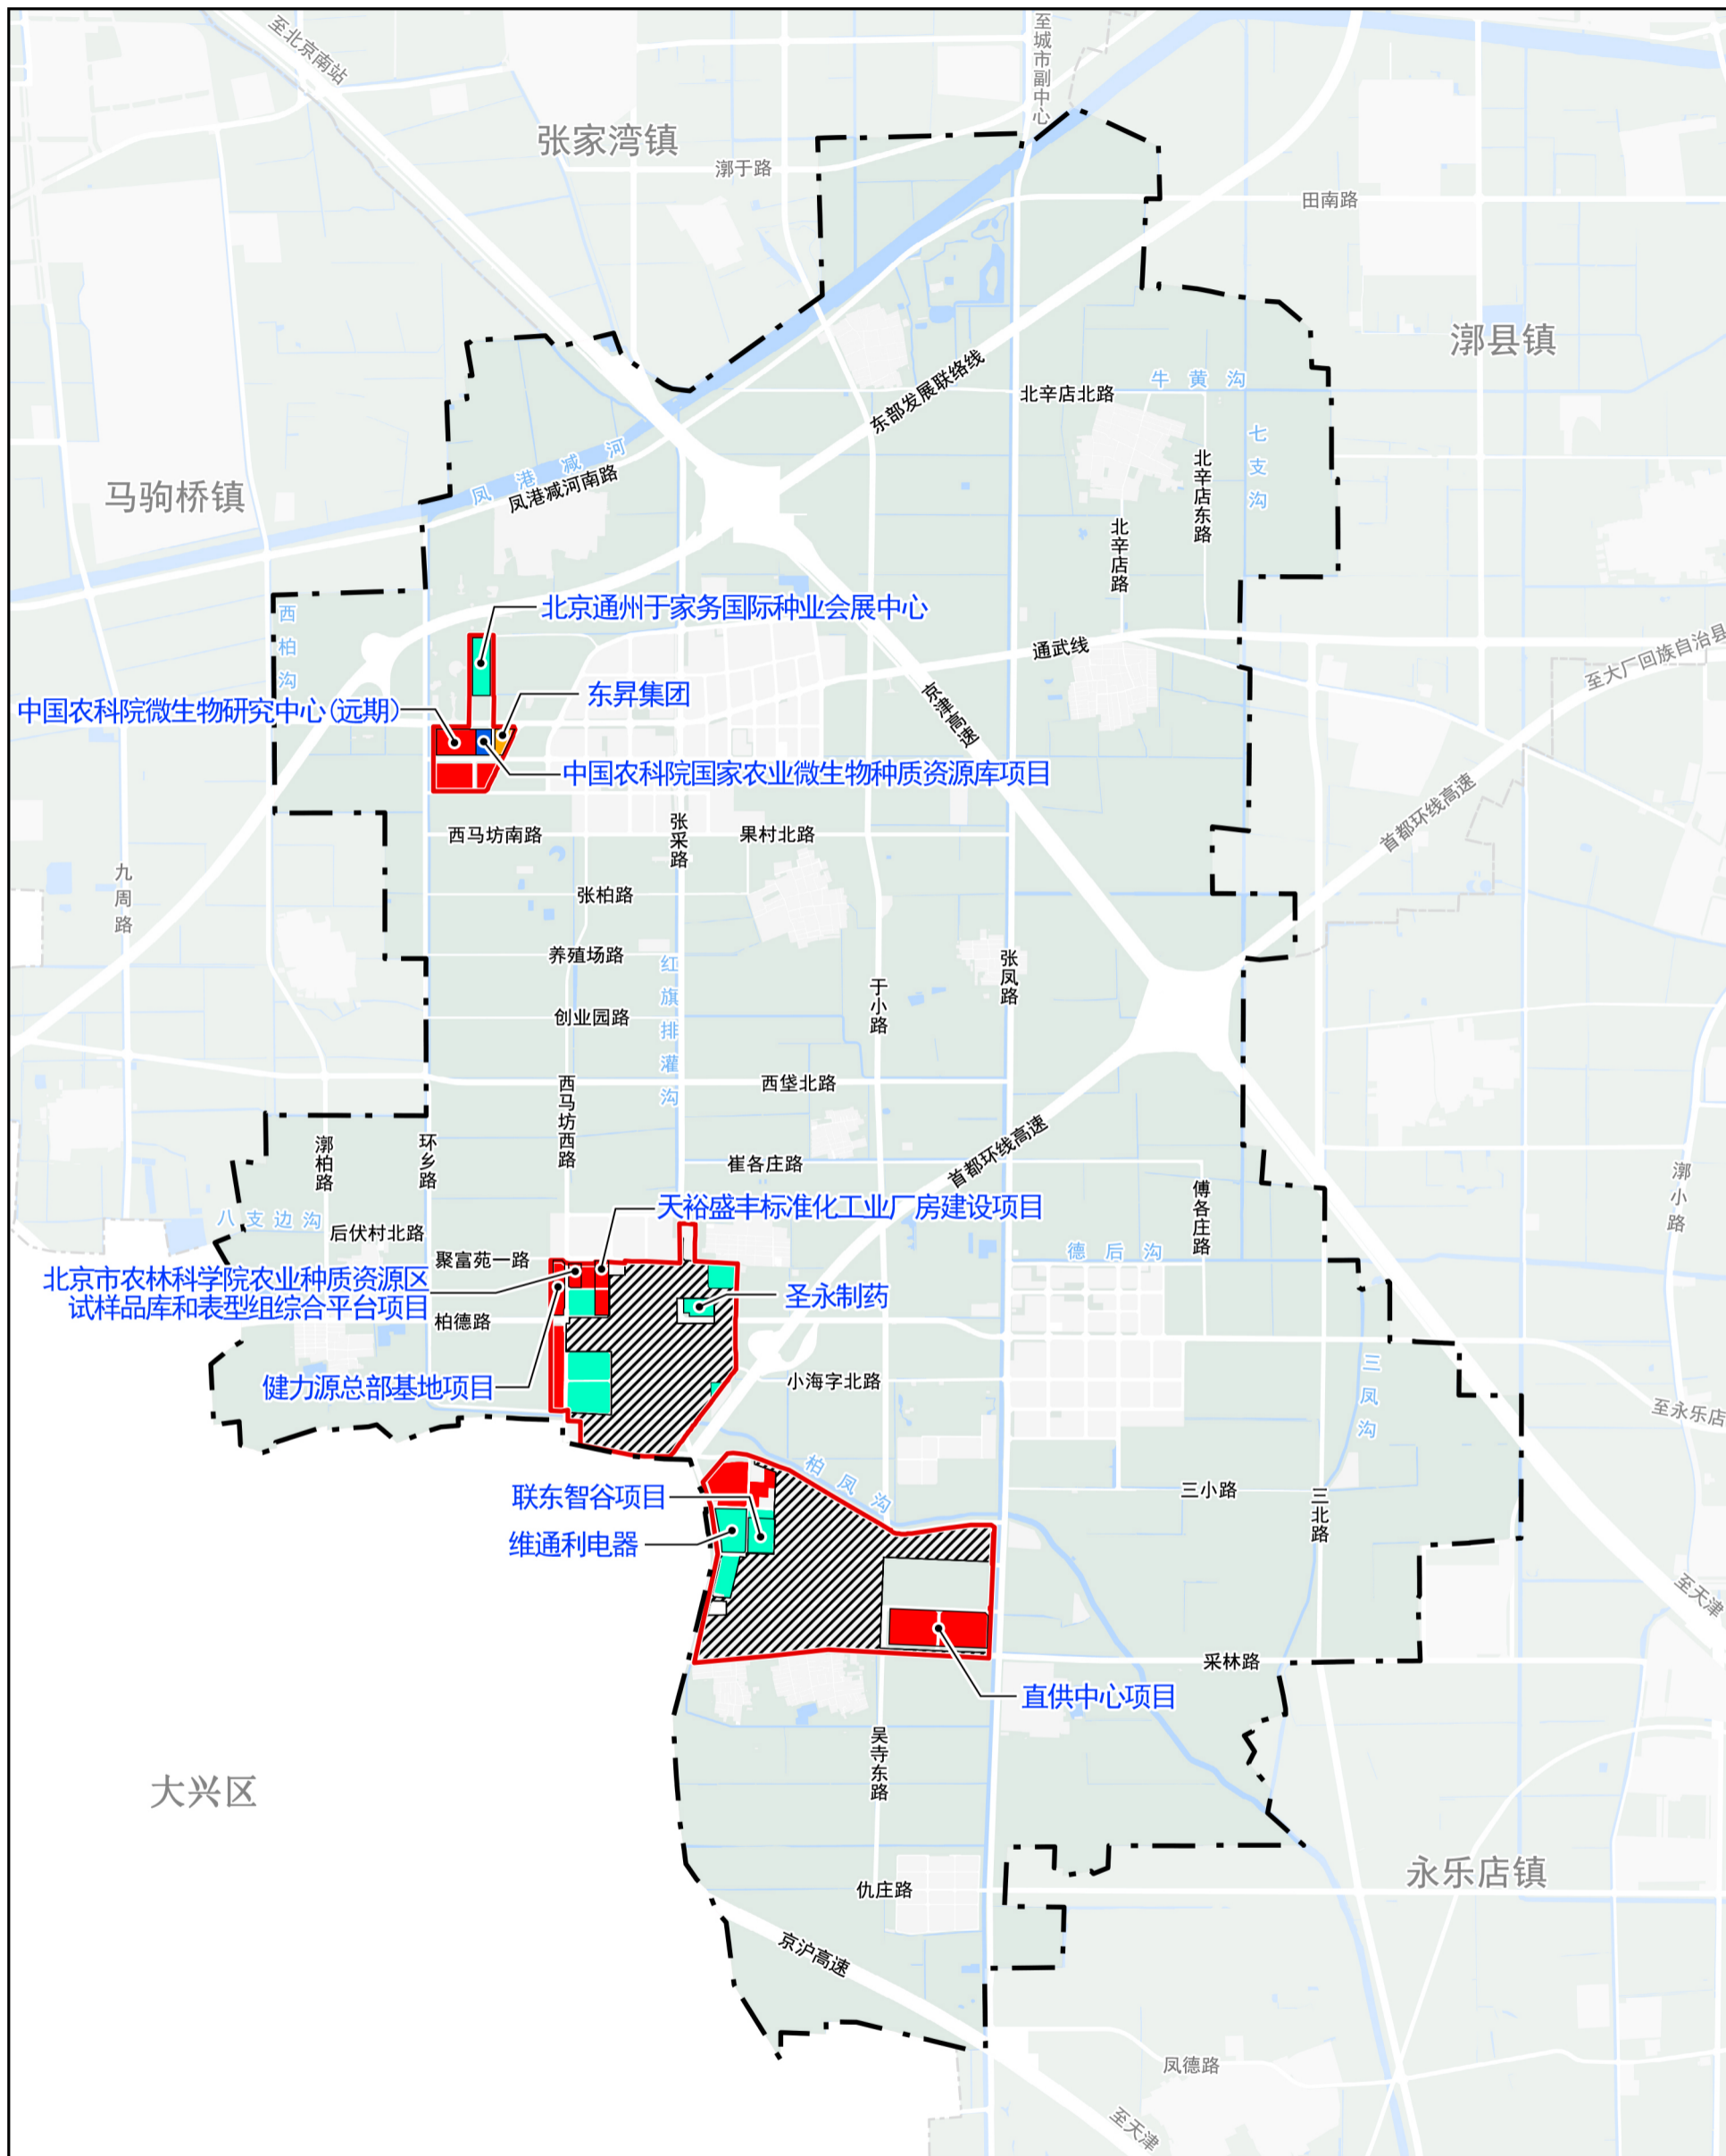 至北京南站
至城市副中心
张家湾镇
漷于路
田南路
漷县镇
东部发展联络线
北辛店北路
牛黄沟
七支沟
北辛店东路
北辛店路
马驹桥镇
凤港减河
凤港减河南路
西柏沟
北京通州于家务国际种业会展中心
通武线
至大厂回族自治县
东昇集团
中国农科院微生物研究中心(远期)
京津高速
中国农科院国家农业微生物种质资源库项目
首都环线高速
西马坊南路
张采路
果村北路
九周路
张柏路
养殖场路
红旗排灌沟
张凤路
于小路
创业园路
西垡北路
西马坊西路
漷柏路
环乡路
崔各庄路
首都环线高速
傅各庄路
漷小路
天裕盛丰标准化工业厂房建设项目
八支边沟
后伏村北路
德后沟
聚富苑一路
北京市农林科学院农业种质资源区
试样品库和表型组综合平台项目
圣永制药
柏德路
健力源总部基地项目
小海字北路
三凤沟
至永乐店
柏凤沟
联东智谷项目
三小路
三北路
维通利电器
至天津
采林路
直供中心项目
吴寺东路
大兴区
永乐店镇
仇庄路
京沪高速
凤德路
至天津